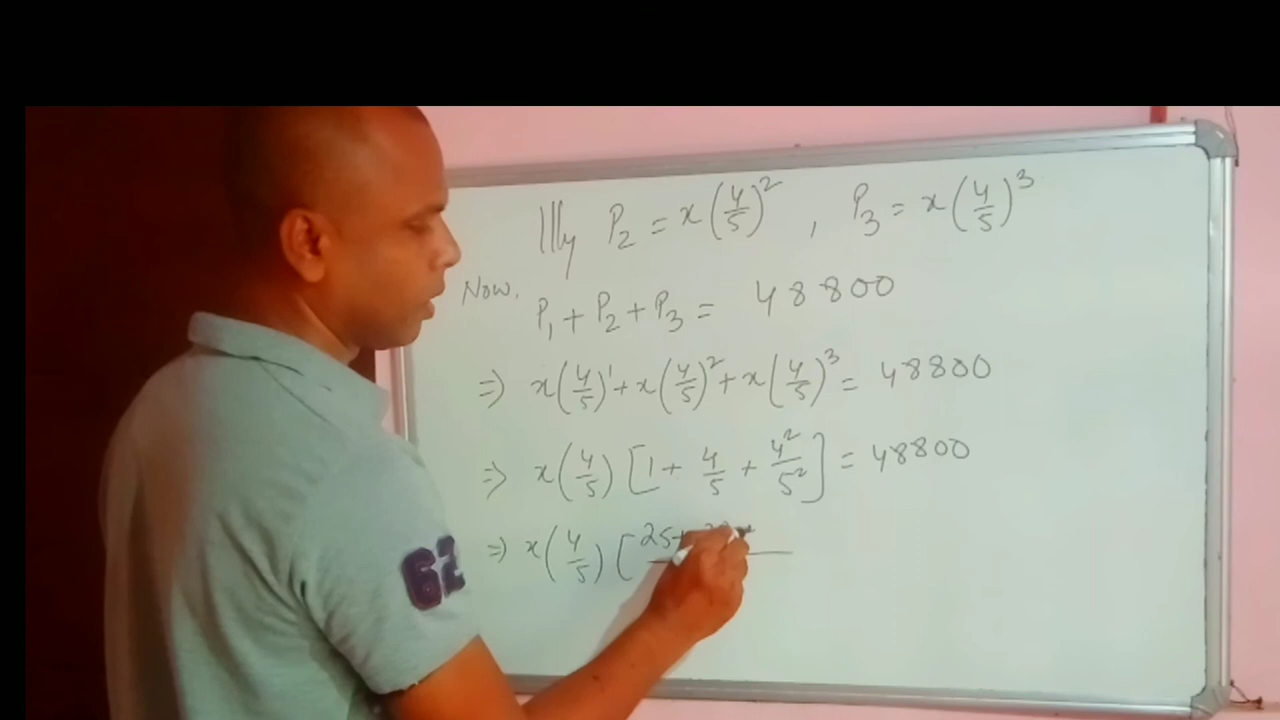 Illly P₂ = x(4/5)², P₃ = x(4/5)³
Now, P₁ + P₂ + P₃ = 48800
⇒ x(4/5)¹ + x(4/5)² + x(4/5)³ = 48800
⇒ x(4/5) [1 + 4/5 + 4²/5²] = 48800
⇒ x(4/5) [25+
62